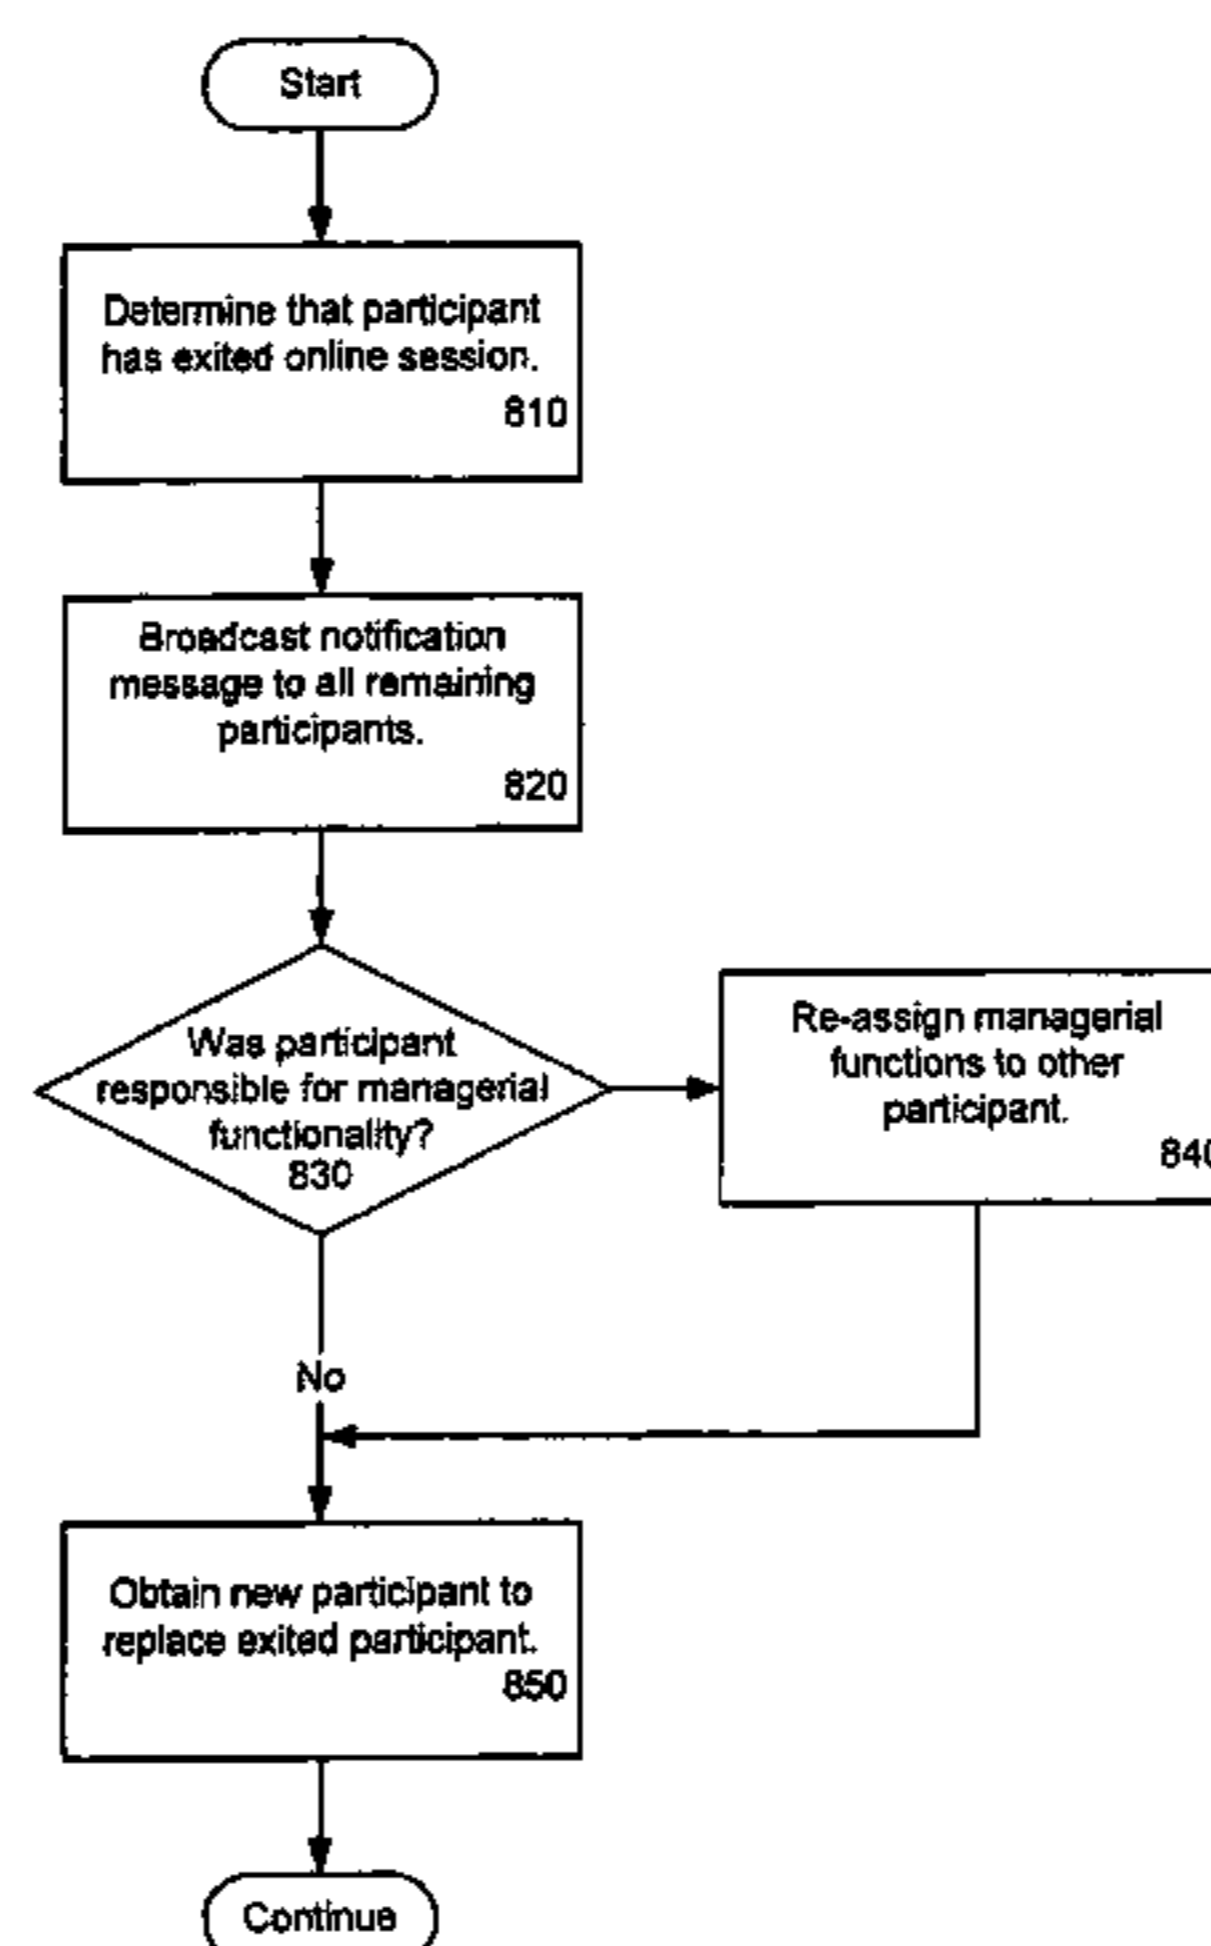 Start
Determine that participant
has exited online session.
810
Broadcast notification
message to all remaining
participants.
820
Was participant
responsible for managerial
functionality?
830
Re-assign managerial
functions to other
participant.
840
No
Obtain new participant to
replace exited participant.
850
Continue